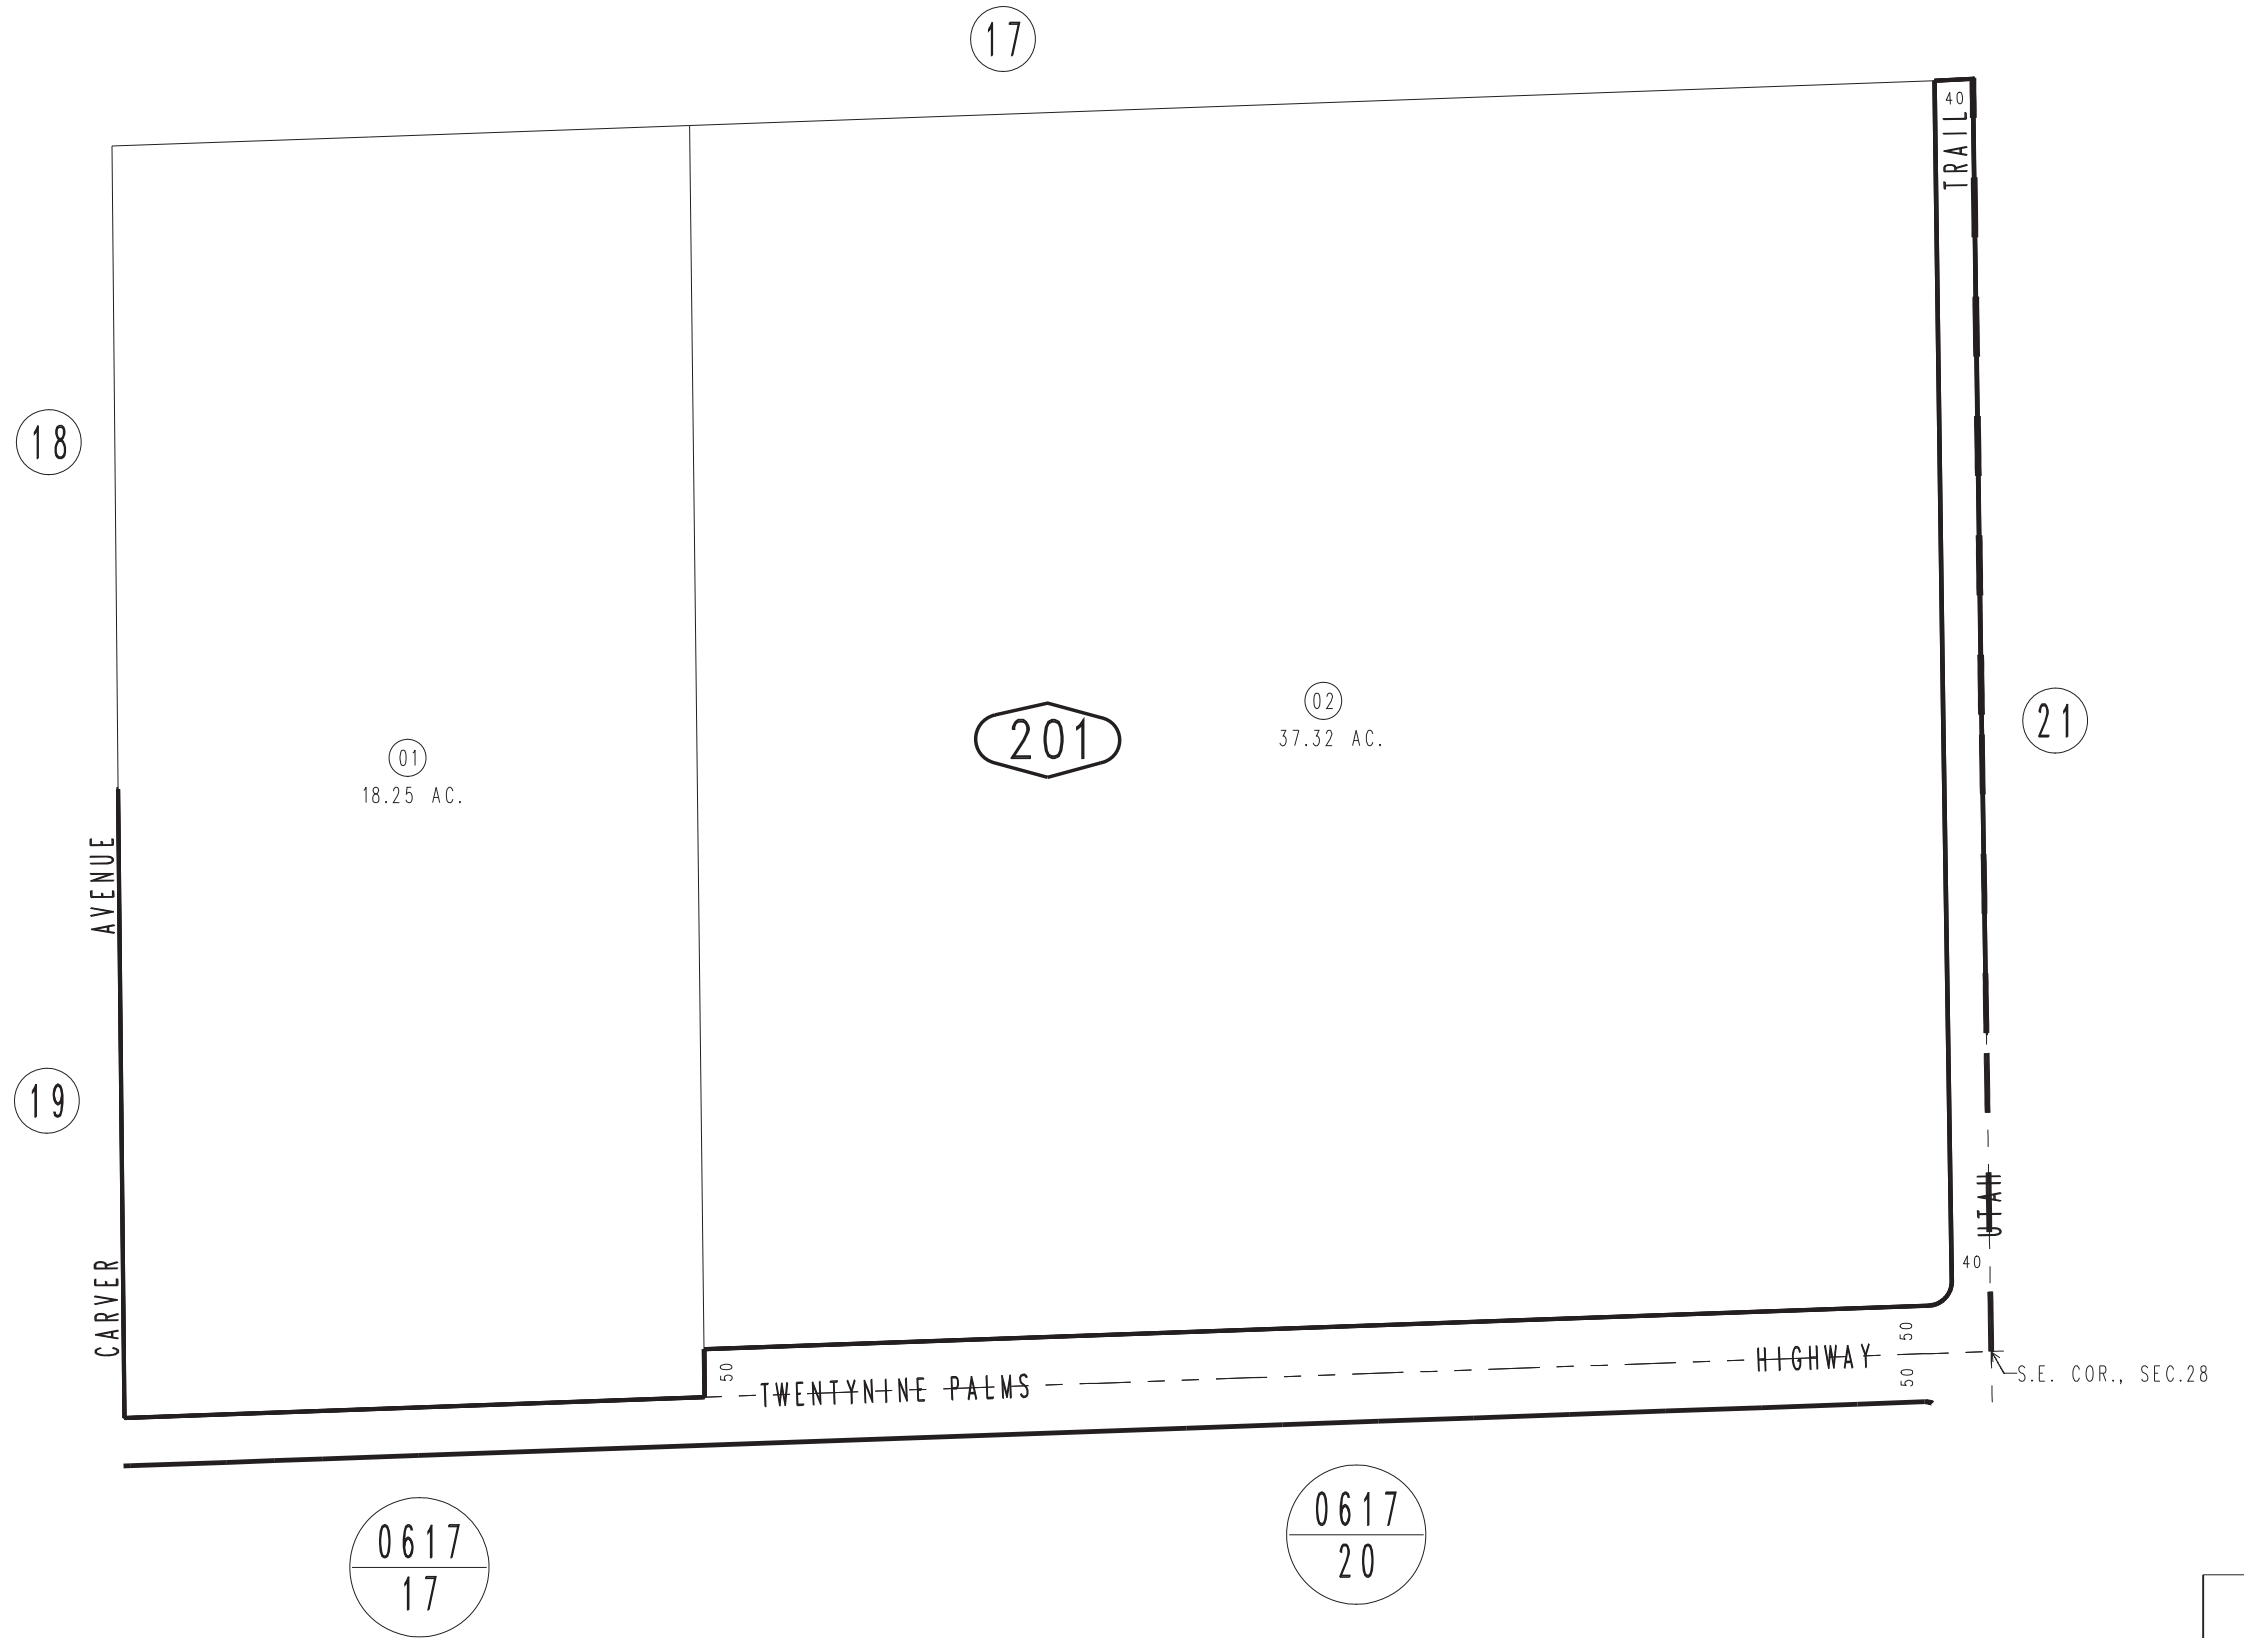 17
40
TRAIL
18
02
37.32 AC.
201
21
01
18.25 AC.
AVENUE
19
UTAH
40
CARVER
50
50
HIGHWAY
50
TWENTYNINE PALMS
S.E. COR., SEC.28
0617
20
0617
17